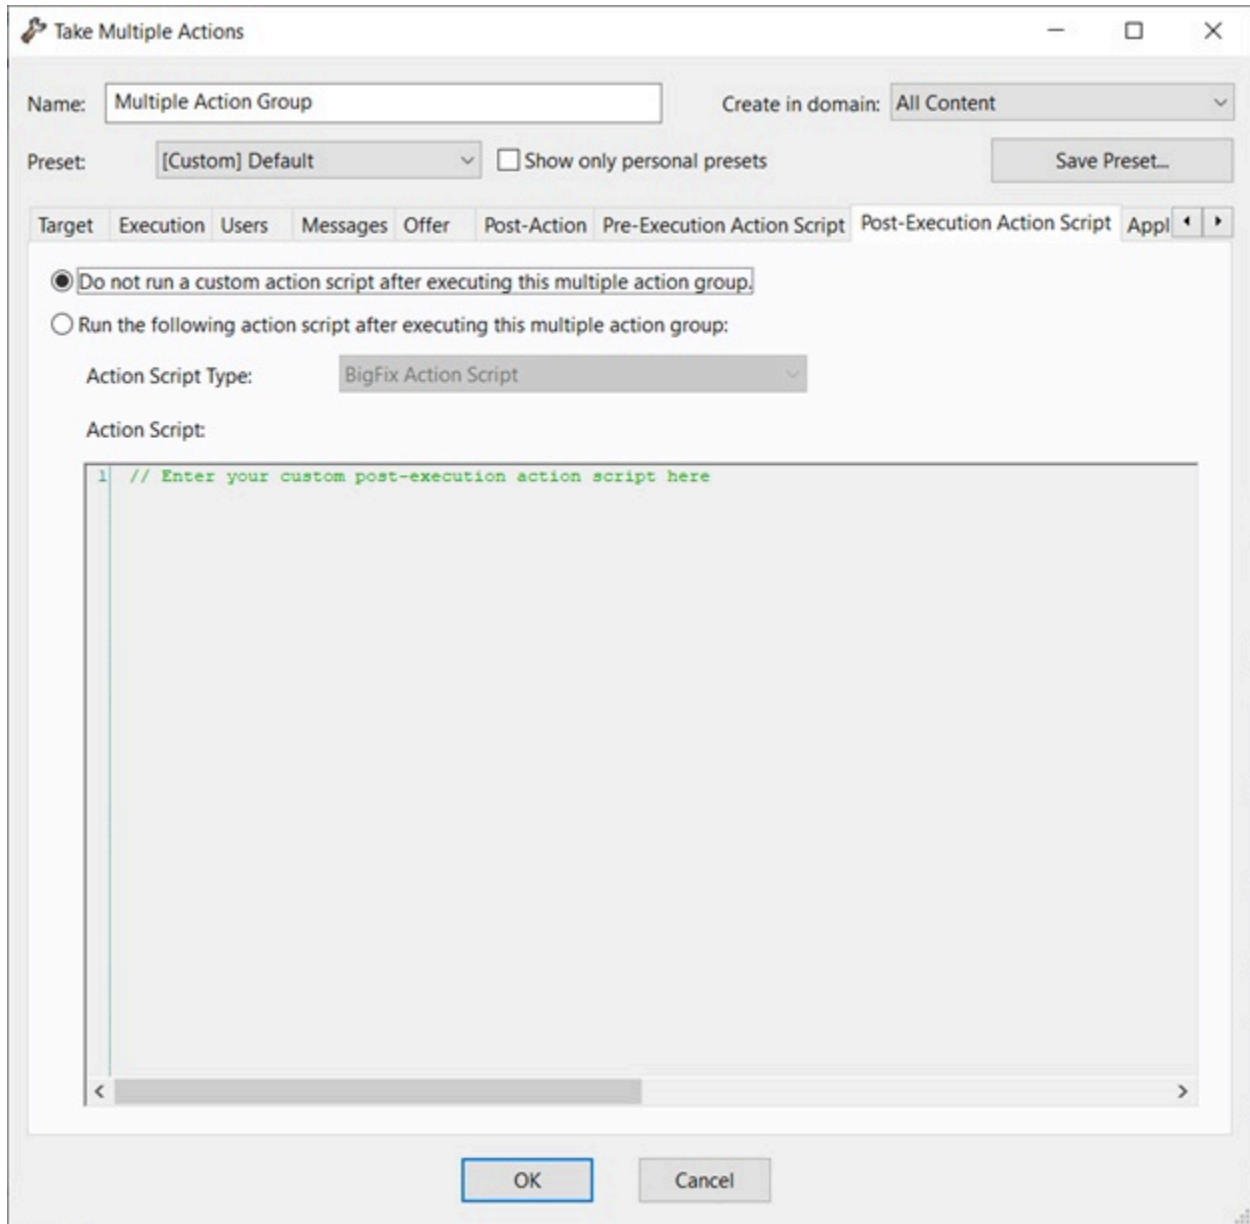 Take Multiple Actions
Name: Multiple Action Group Create in domain: All Content
Preset: [Custom] Default Show only personal presets Save Preset...
Target Execution Users Messages Offer Post-Action Pre-Execution Action Script Post-Execution Action Script Appl
Do not run a custom action script after executing this multiple action group.
Run the following action script after executing this multiple action group:
Action Script Type: BigFix Action Script
Action Script:
1 // Enter your custom post-execution action script here
OK Cancel